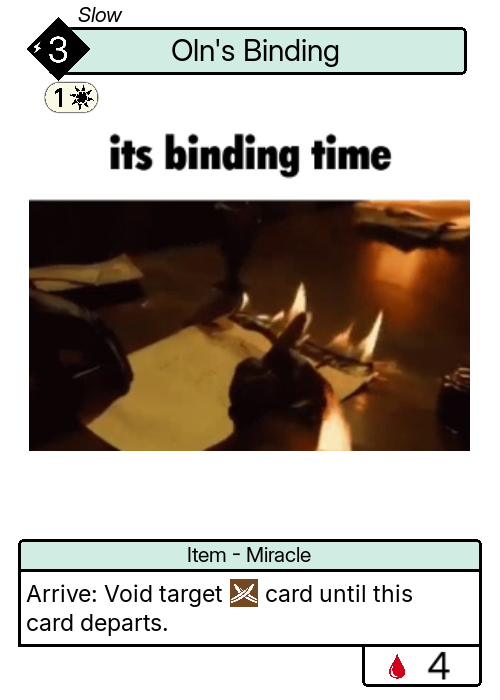 Slow
3
Oln's Binding
1
its binding time
Item - Miracle
Arrive: Void target card until this
card departs.
4